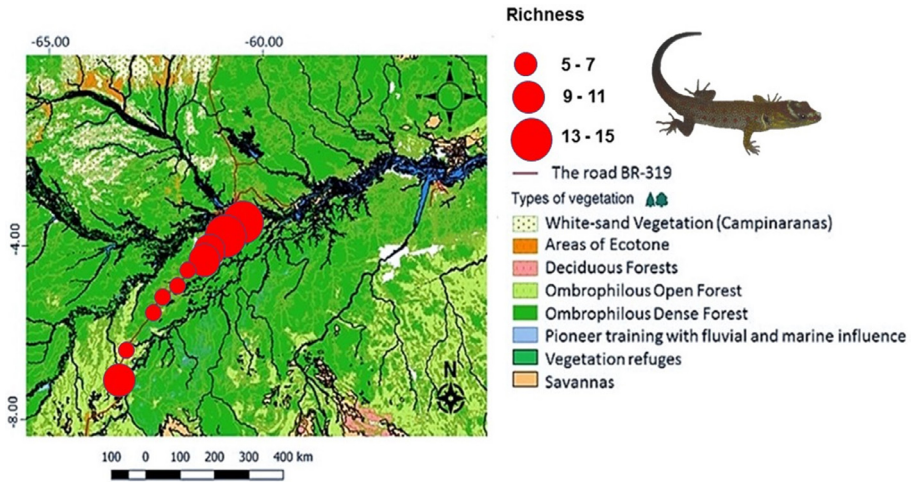 Richness
-65.00 -60.00
5 - 7
9 - 11
13 - 15
The road BR-319
Types of vegetation
White-sand Vegetation (Campinaranas)
Areas of Ecotone
Deciduous Forests
Ombrophilous Open Forest
Ombrophilous Dense Forest
Pioneer training with fluvial and marine influence
Vegetation refuges
Savannas
-4.00
-8.00
N
100 0 100 200 300 400 km